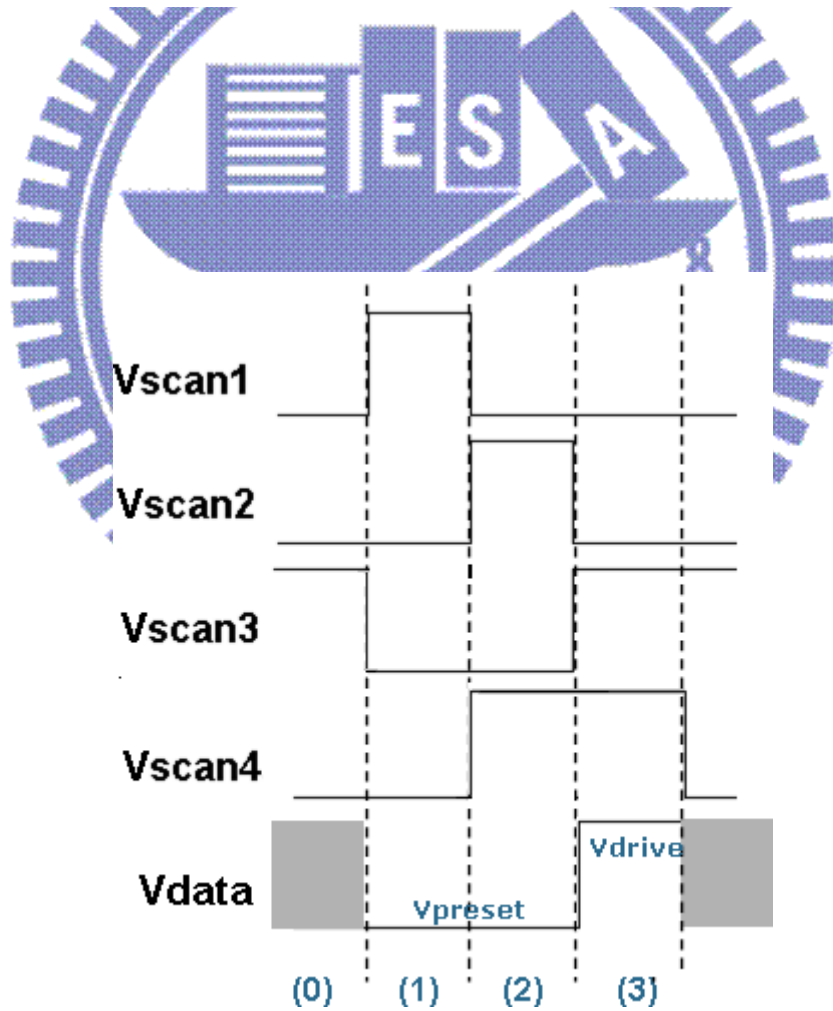 E S A
Vscan1
Vscan2
Vscan3
Vscan4
Vdata
Vdrive
Vpreset
(0) (1) (2) (3)